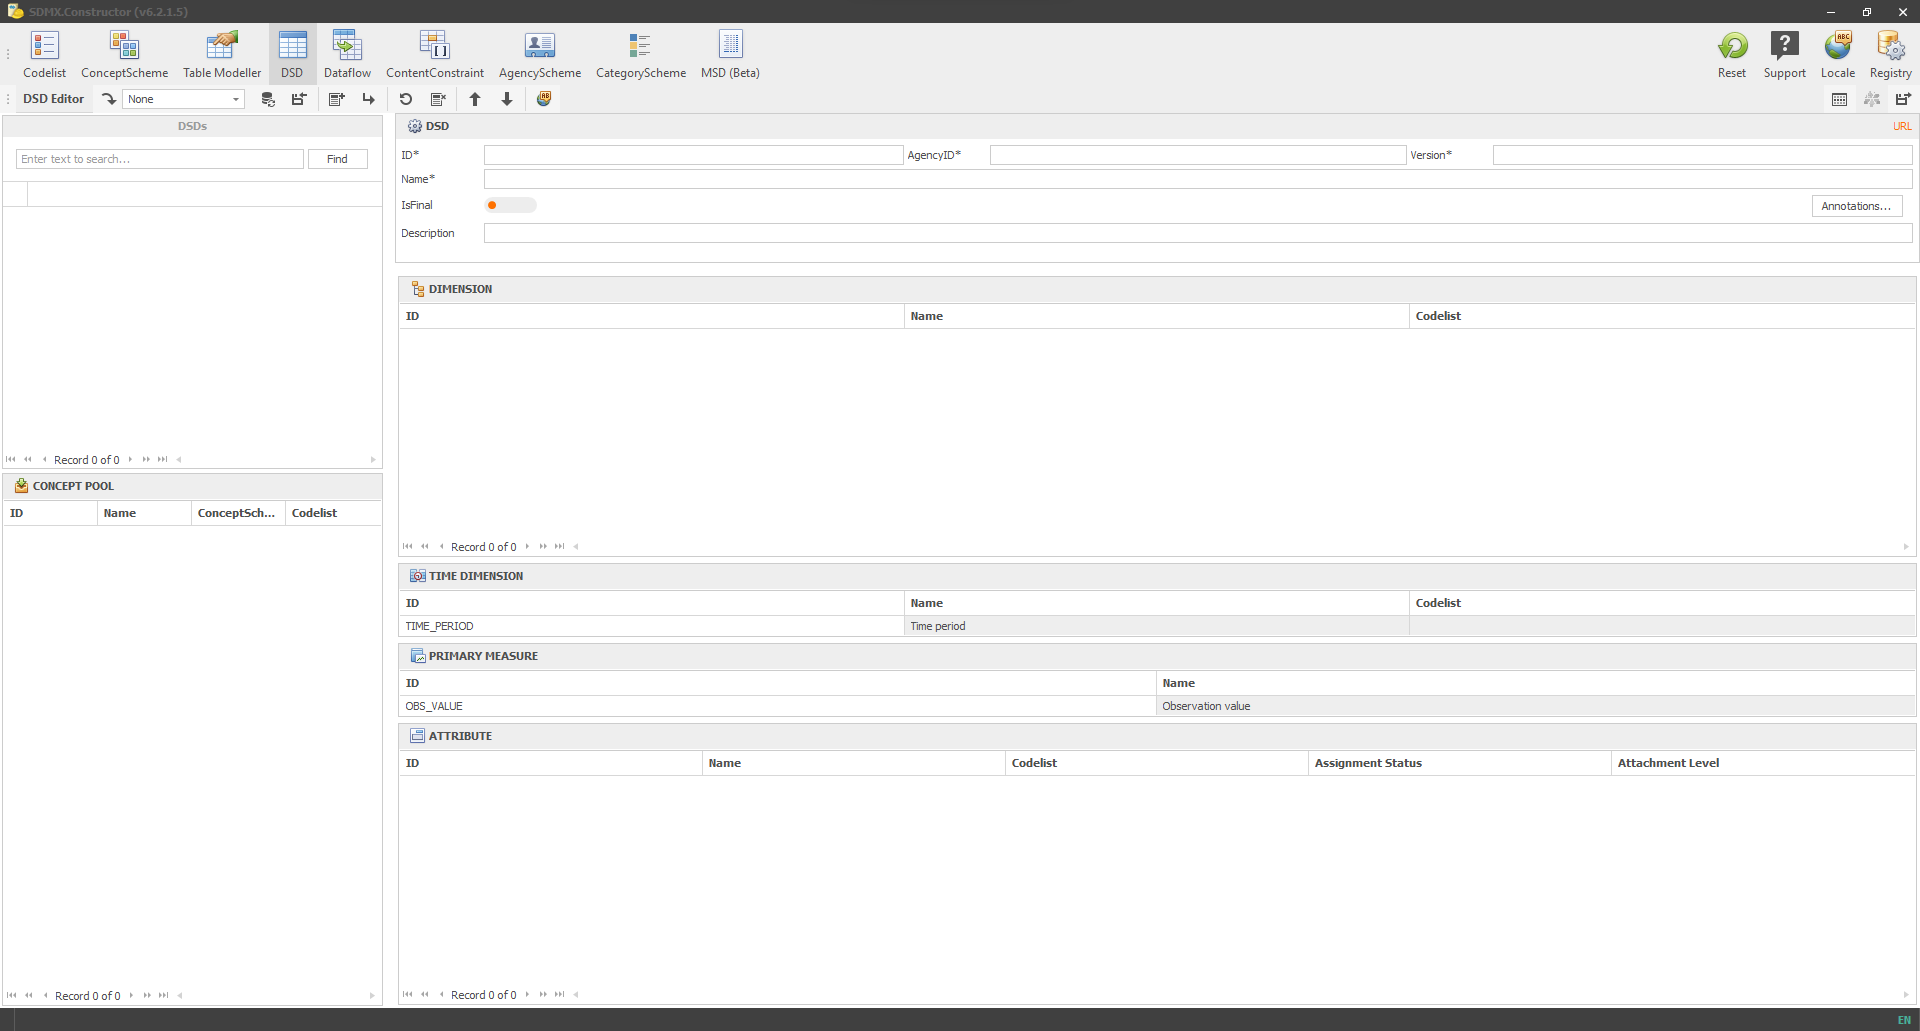 SDMX.Constructor (v6.2.1.5)
Codelist ConceptScheme Table Modeller DSD Dataflow ContentConstraint AgencyScheme CategoryScheme MSD (Beta) Reset Support Locale Registry
DSD Editor None
DSDs
Enter text to search... Find
Record 0 of 0
CONCEPT POOL
ID Name ConceptSch... Codelist
Record 0 of 0
DSD URL
ID* AgencyID* Version*
Name*
IsFinal Annotations...
Description
DIMENSION
ID Name Codelist
Record 0 of 0
TIME DIMENSION
ID Name Codelist
TIME_PERIOD Time period
PRIMARY MEASURE
ID Name
OBS_VALUE Observation value
ATTRIBUTE
ID Name Codelist Assignment Status Attachment Level
Record 0 of 0
EN